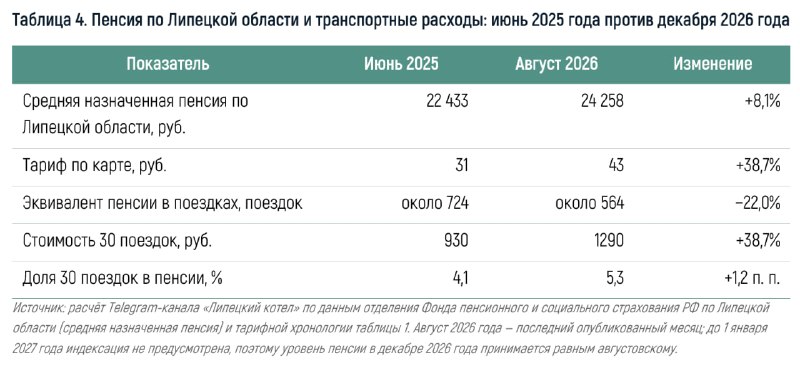 Таблица 4. Пенсия по Липецкой области и транспортные расходы: июнь 2025 года против декабря 2026 года
Показатель Июнь 2025 Август 2026 Изменение
Средняя назначенная пенсия по 22 433 24 258 +8,1%
Липецкой области, руб.
Тариф по карте, руб. 31 43 +38,7%
Эквивалент пенсии в поездках, поездок около 724 около 564 −22,0%
Стоимость 30 поездок, руб. 930 1290 +38,7%
Доля 30 поездок в пенсии, % 4,1 5,3 +1,2 п. п.
Источник: расчёт Telegram-канала «Липецкий котел» по данным отделения Фонда пенсионного и социального страхования РФ по Липецкой
области (средняя назначенная пенсия) и тарифной хронологии таблицы 1. Август 2026 года — последний опубликованный месяц; до 1 января
2027 года индексация не предусмотрена, поэтому уровень пенсии в декабре 2026 года принимается равным августовскому.